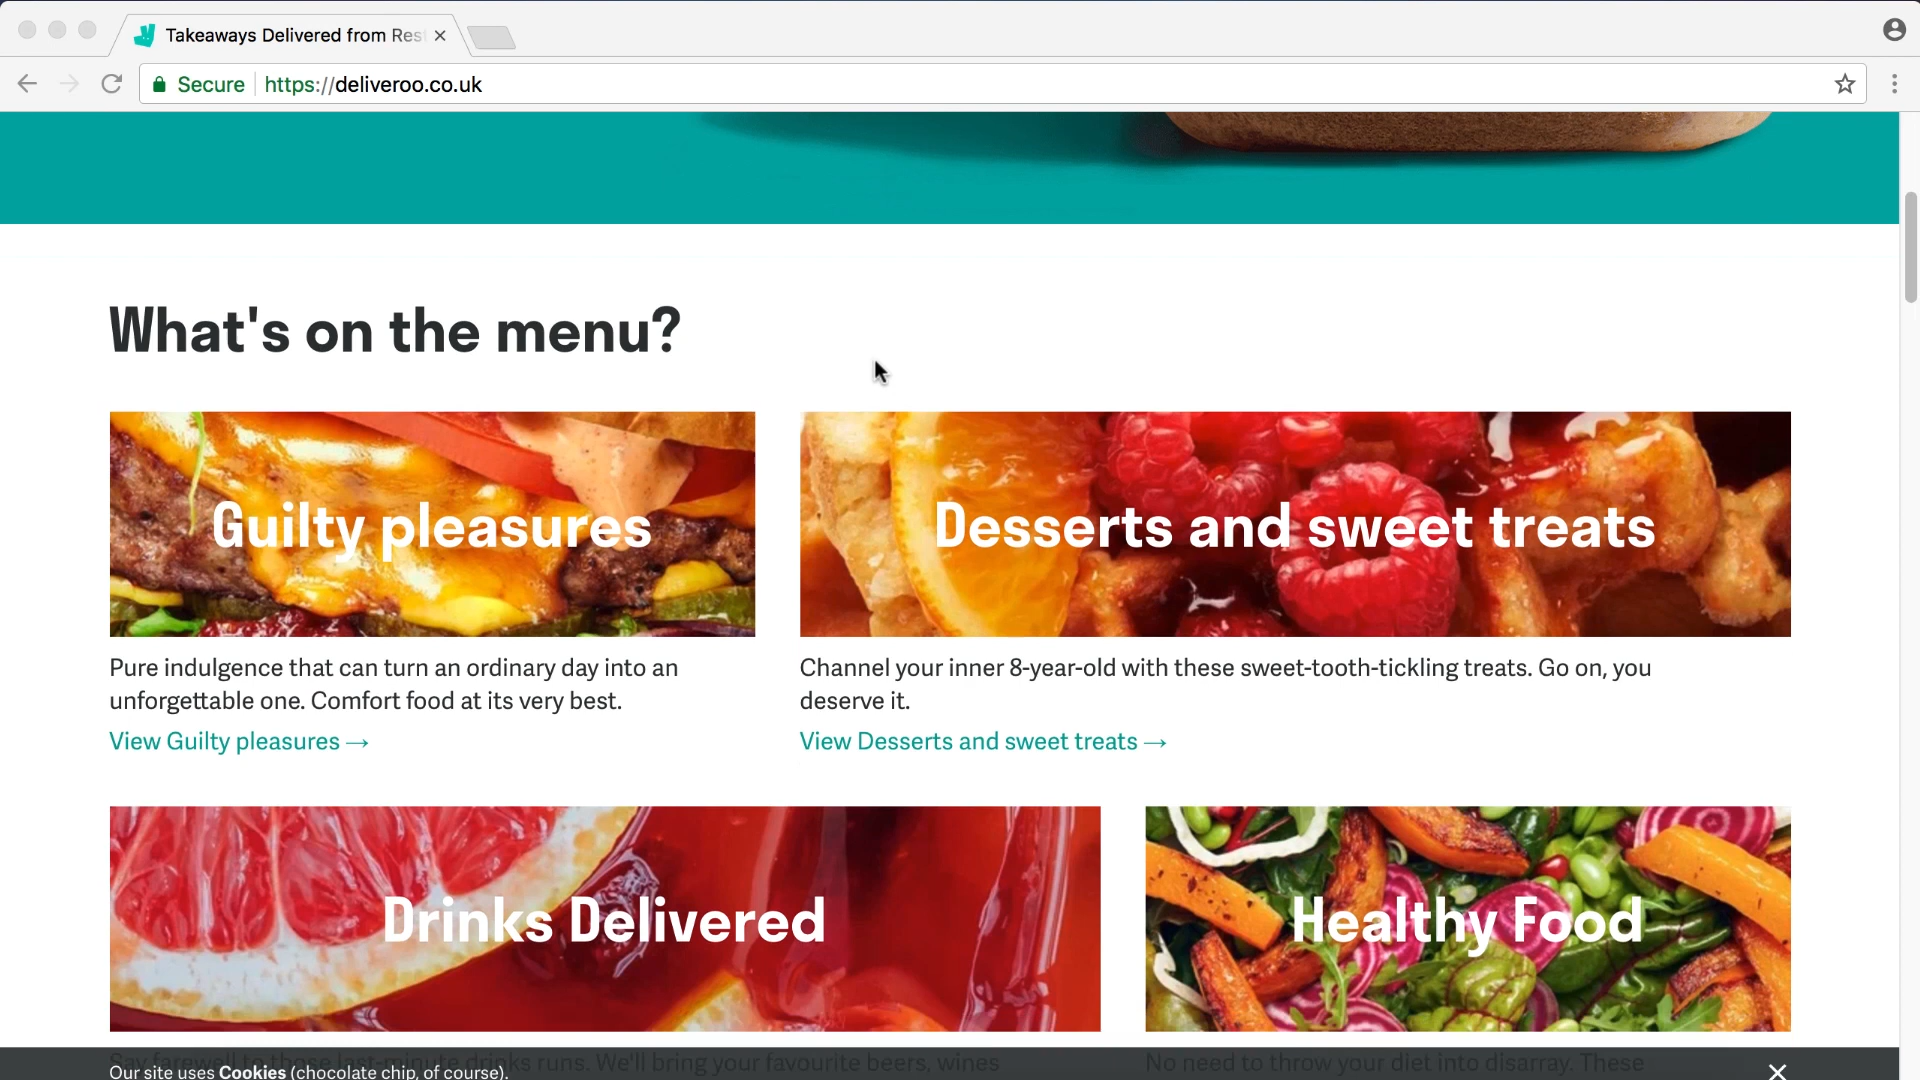 Takeaways Delivered from Res
Secure
https://deliveroo.co.uk
What's on the menu?
Guilty pleasures
Desserts and sweet treats
Pure indulgence that can turn an ordinary day into an
unforgettable one. Comfort food at its very best.
View Guilty pleasures →
Channel your inner 8-year-old with these sweet-tooth-tickling treats. Go on, you
deserve it.
View Desserts and sweet treats →
Drinks Delivered
Healthy Food
Say farewell to those last-minute drinks runs. We'll bring your favourite beers, wines
No need to throw your diet into disarray. These
Our site uses Cookies (chocolate chip, of course).